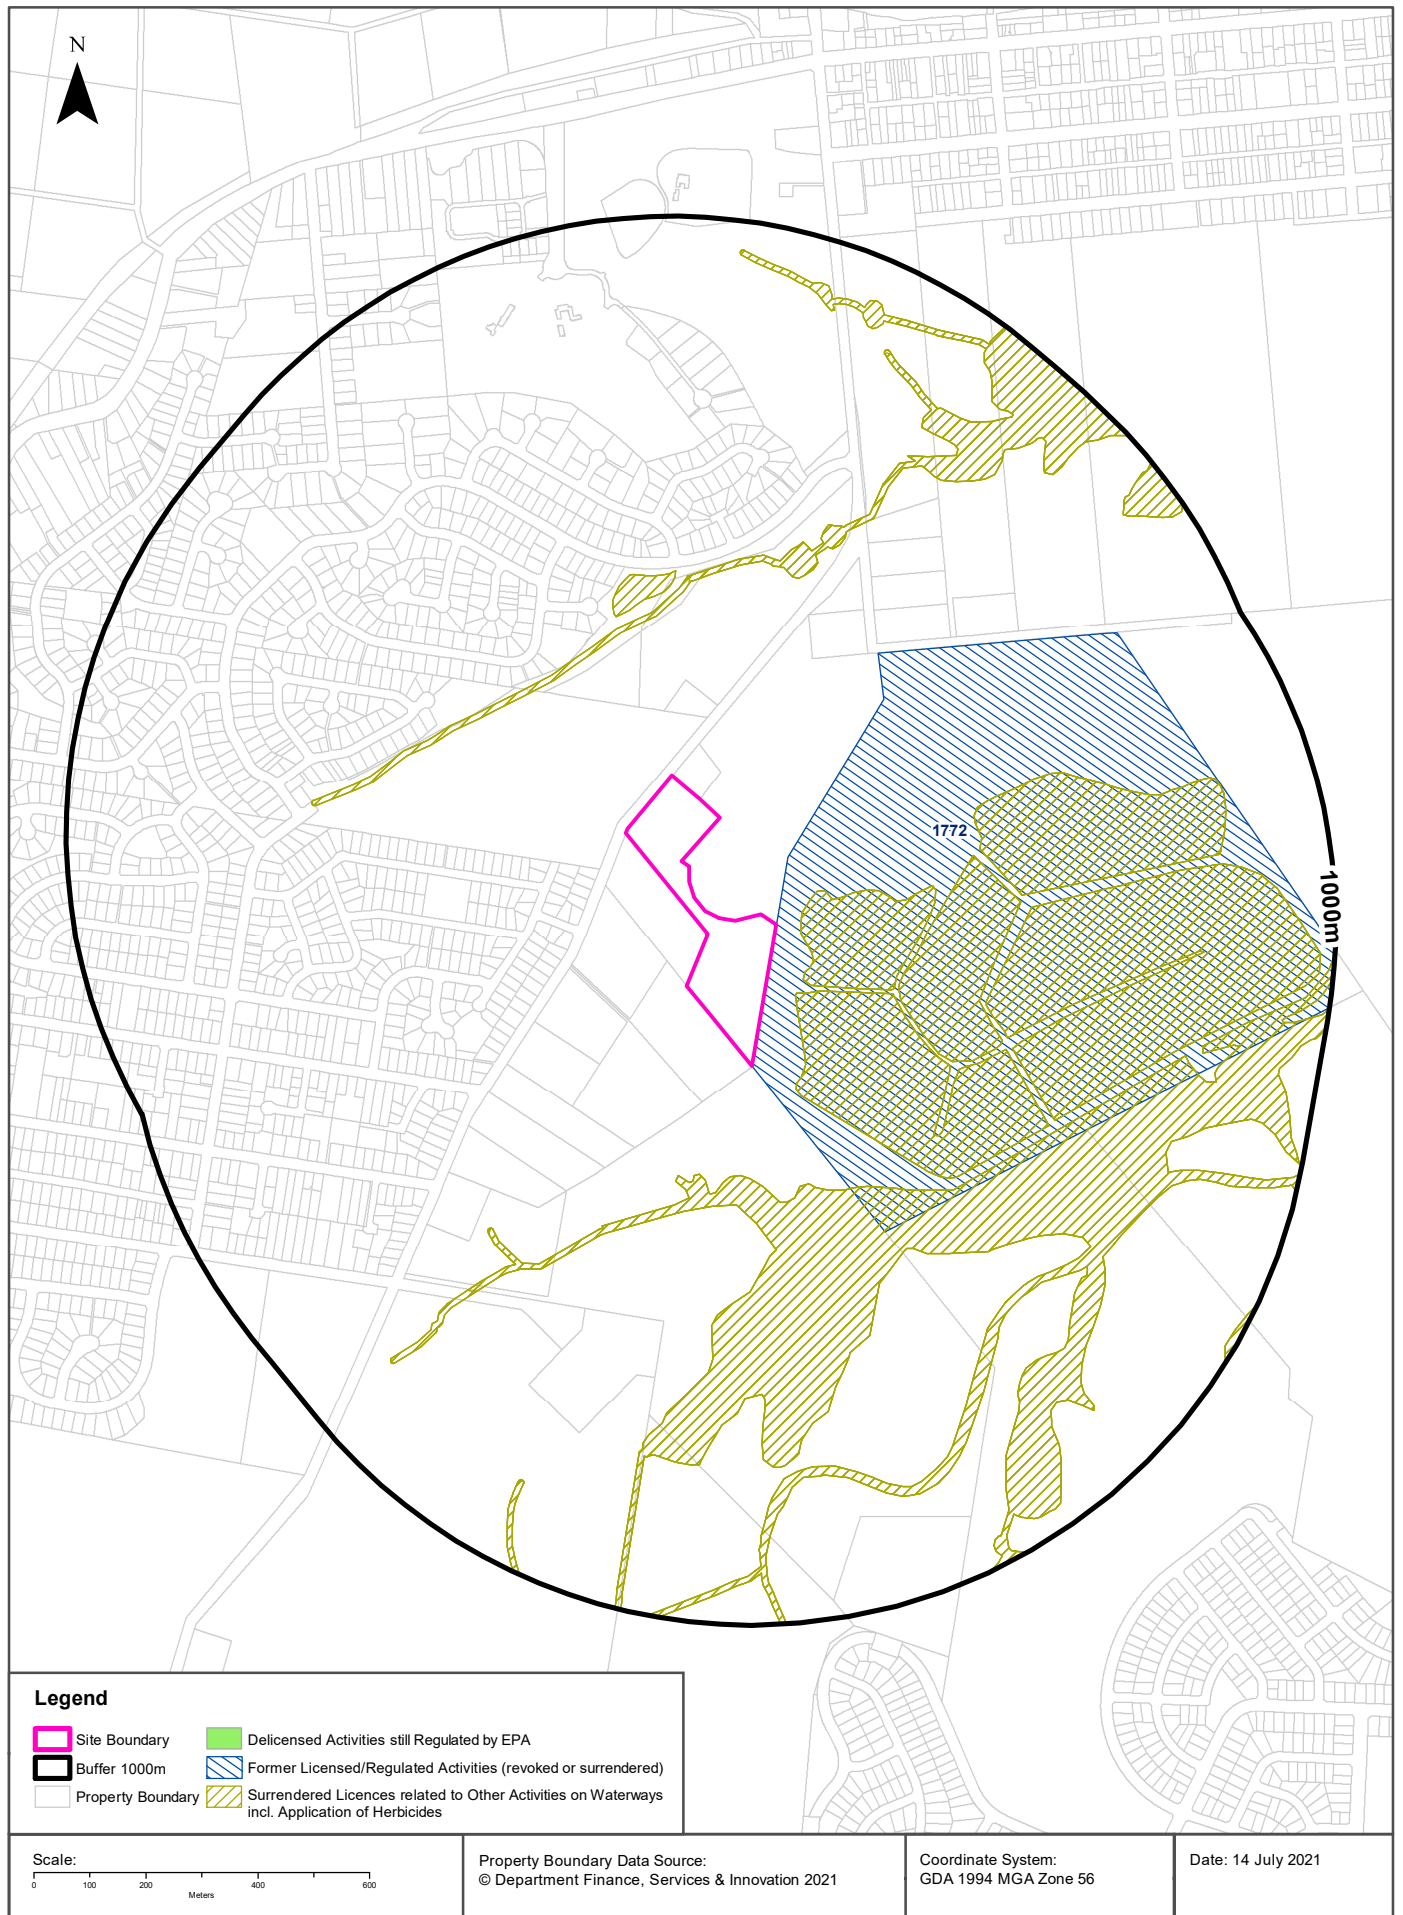 N
1772
1000m
Legend
Site Boundary
Buffer 1000m
Property Boundary
Delicensed Activities still Regulated by EPA
Former Licensed/Regulated Activities (revoked or surrendered)
Surrendered Licences related to Other Activities on Waterways
incl. Application of Herbicides
Scale:
0 100 200 400 600
Meters
Property Boundary Data Source:
© Department Finance, Services & Innovation 2021
Coordinate System:
GDA 1994 MGA Zone 56
Date: 14 July 2021